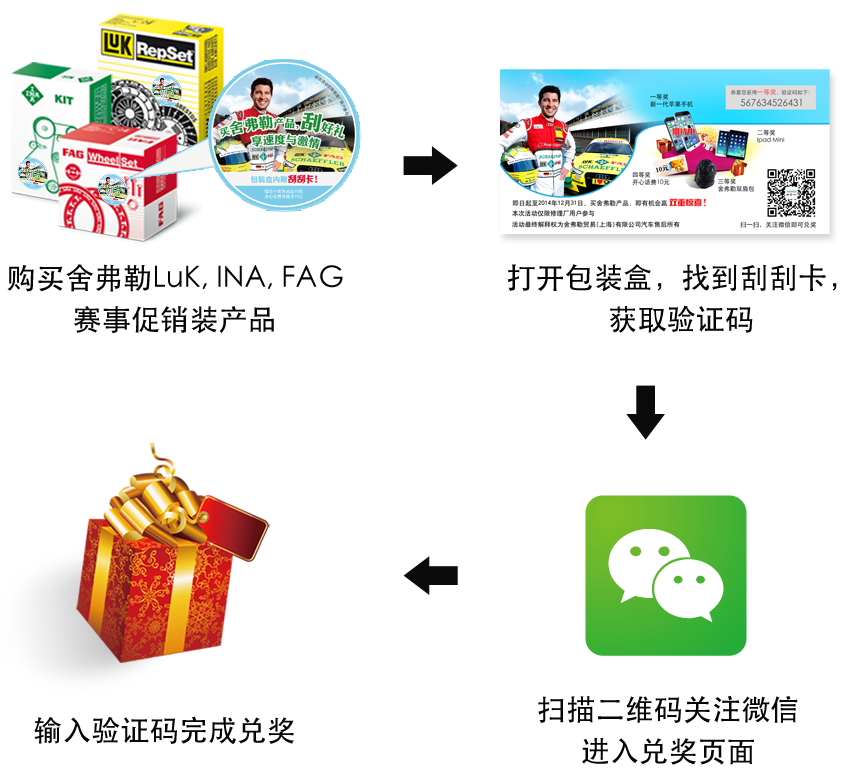 LUK
RepSet
INA
KIT
FAG Wheel Set
FAG
买舍弗勒产品,刮好礼
享速度与激情
SCHAEFFLER
包装盒内附刮刮卡!
购买舍弗勒LuK, INA, FAG
赛事促销装产品
恭喜您获得一等奖，验证码如下:
567634526431
一等奖
新一代苹果手机
二等奖
Ipad Mini
四等奖
开心话费10元
10元
三等奖
舍弗勒双肩包
LUK FAG
SCHAEFFLER
即日起至2014年12月31日，买舍弗勒产品，即有机会赢 双重惊喜!
本次活动仅限修理厂用户参与
活动最终解释权为舍弗勒贸易(上海)有限公司汽车售后所有
扫一扫，关注微信即可兑奖
打开包装盒，找到刮刮卡，
获取验证码
扫描二维码关注微信
进入兑奖页面
输入验证码完成兑奖